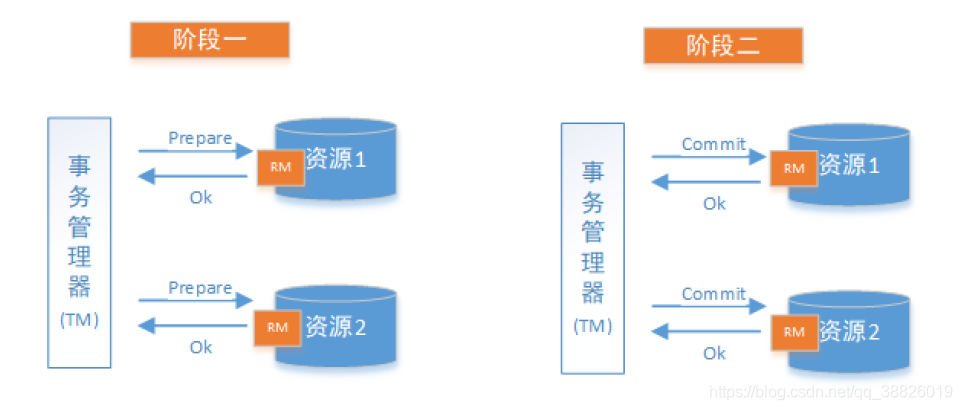 阶段一
事务管理器
(TM)
Prepare
Ok
RM
资源1
Prepare
Ok
RM
资源2
阶段二
事务管理器
(TM)
Commit
Ok
RM
资源1
Commit
Ok
RM
资源2
https://blog.csdn.net/qq_38826019